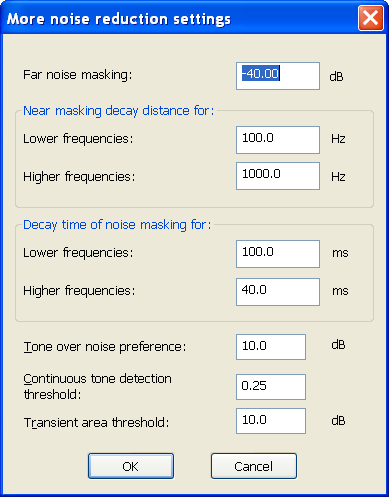 More noise reduction settings
Far noise masking: -40.00 dB
Near masking decay distance for:
Lower frequencies: 100.0 Hz
Higher frequencies: 1000.0 Hz
Decay time of noise masking for:
Lower frequencies: 100.0 ms
Higher frequencies: 40.0 ms
Tone over noise preference: 10.0 dB
Continuous tone detection
threshold: 0.25
Transient area threshold: 10.0 dB
OK Cancel